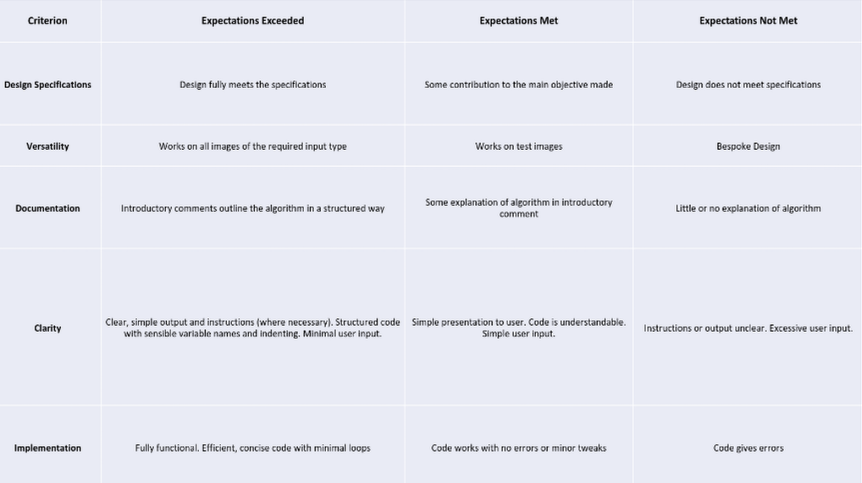 Criterion Expectations Exceeded Expectations Met Expectations Not Met
Design Specifications Design fully meets the specifications Some contribution to the main objective made Design does not meet specifications
Versatility Works on all images of the required input type Works on test images Bespoke Design
Documentation Introductory comments outline the algorithm in a structured way Some explanation of algorithm in introductory
comment Little or no explanation of algorithm
Clarity Clear, simple output and instructions (where necessary). Structured code
with sensible variable names and indenting. Minimal user input. Simple presentation to user. Code is understandable.
Simple user input. Instructions or output unclear. Excessive user input.
Implementation Fully functional. Efficient, concise code with minimal loops Code works with no errors or minor tweaks Code gives errors